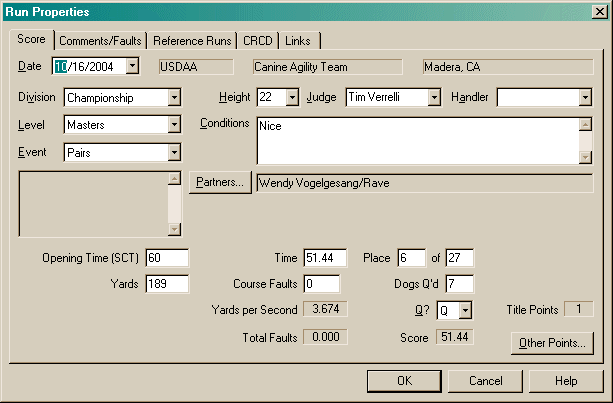 Run Properties
Score Comments/Faults Reference Runs CRCD Links
Date 10/16/2004 USDAA Canine Agility Team Madera, CA
Division Championship Height 22 Judge Tim Verrelli Handler
Level Masters Conditions Nice
Event Pairs
Partners... Wendy Vogelgesang/Rave
Opening Time (SCT) 60 Time 51.44 Place 6 of 27
Yards 189 Course Faults 0 Dogs Q'd 7
Yards per Second 3.674 Q? Q Title Points 1
Total Faults 0.000 Score 51.44 Other Points...
OK Cancel Help